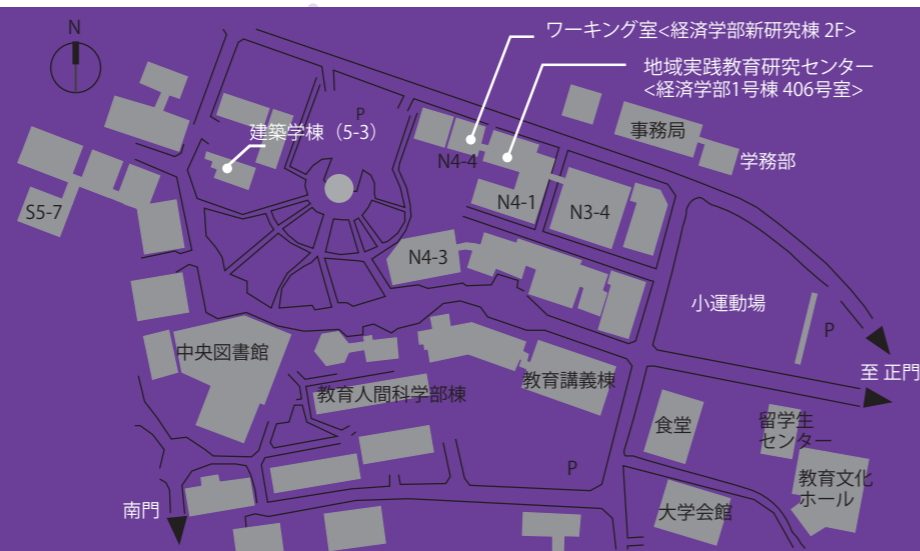 N
ワーキング室<経済学部新研究棟 2F>
地域実践教育研究センター
<経済学部1号棟 406号室>
P
建築学棟（5-3）
事務局
学務部
N4-4
N4-1
N3-4
S5-7
N4-3
小運動場
P
中央図書館
至 正門
教育人間科学部棟
教育講義棟
食堂
留学生
センター
P
教育文化
ホール
南門
大学会館